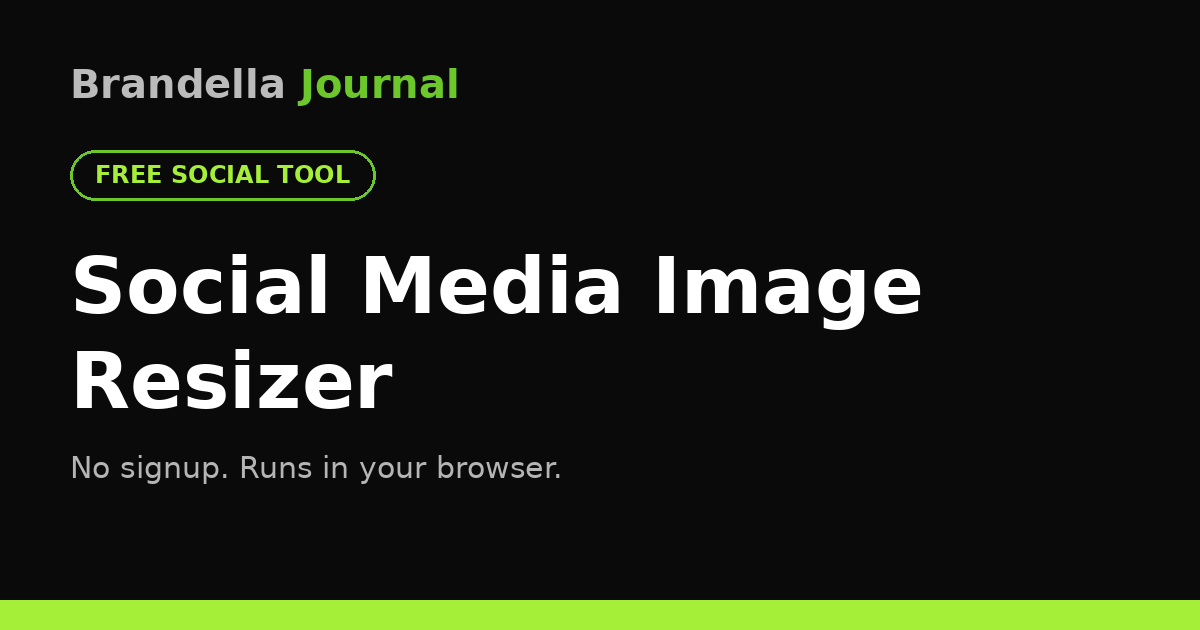 Brandella Journal
FREE SOCIAL TOOL
Social Media Image
Resizer
No signup. Runs in your browser.